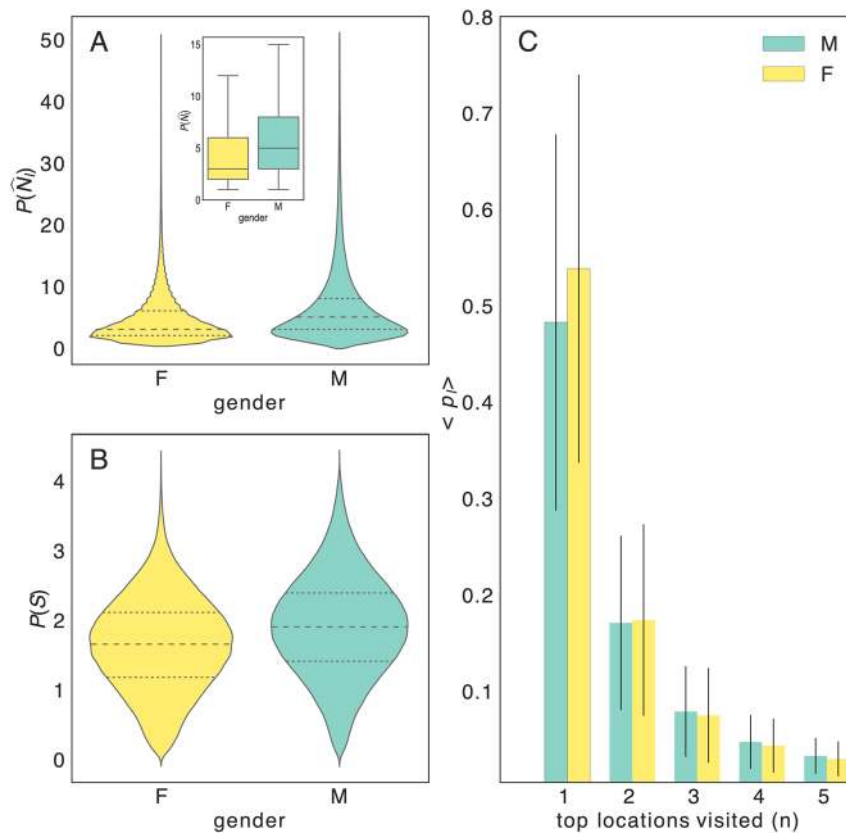 A
50
40
30
20
10
0
P(N̂ₗ)
F
M
gender
15
10
5
0
P(N̂ₗ)
F
M
gender
B
4
3
2
1
0
P(S)
F
M
gender
C
M
F
0.8
0.7
0.6
0.5
0.4
0.3
0.2
0.1
< pₗ>
1 2 3 4 5
top locations visited (n)